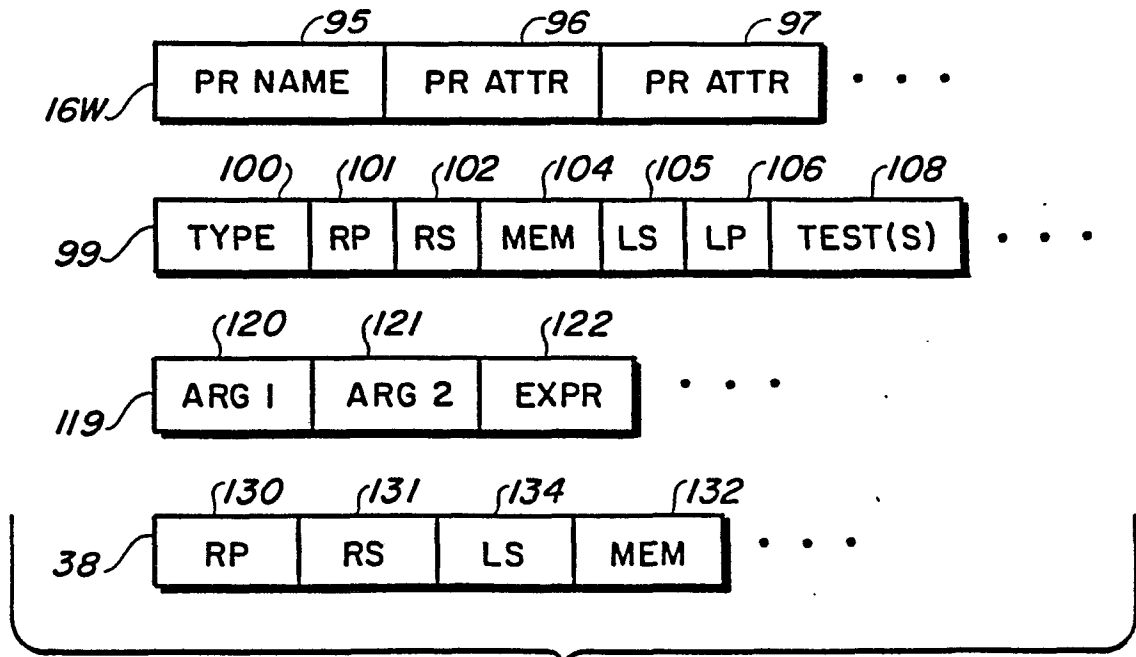 95 96 97
16W PR NAME PR ATTR PR ATTR • • •
100 101 102 104 105 106 108
99 TYPE RP RS MEM LS LP TEST(S) • • •
120 121 122
119 ARG 1 ARG 2 EXPR • • •
130 131 134 132
38 RP RS LS MEM • • •